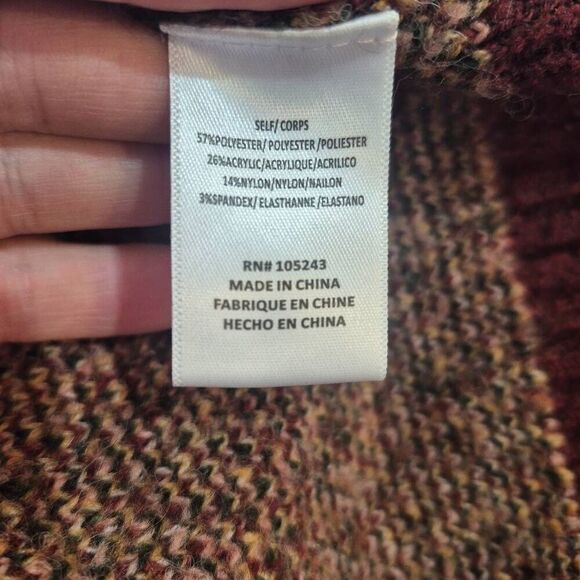 SELF/ CORPS
57%POLYESTER/ POLYESTER /POLIESTER
26%ACRYLIC/ACRYLIQUE/ACRILICO
14%NYLON/NYLON/NAILON
3%SPANDEX/ ELASTHANNE/ELASTANO
RN# 105243
MADE IN CHINA
FABRIQUE EN CHINE
HECHO EN CHINA